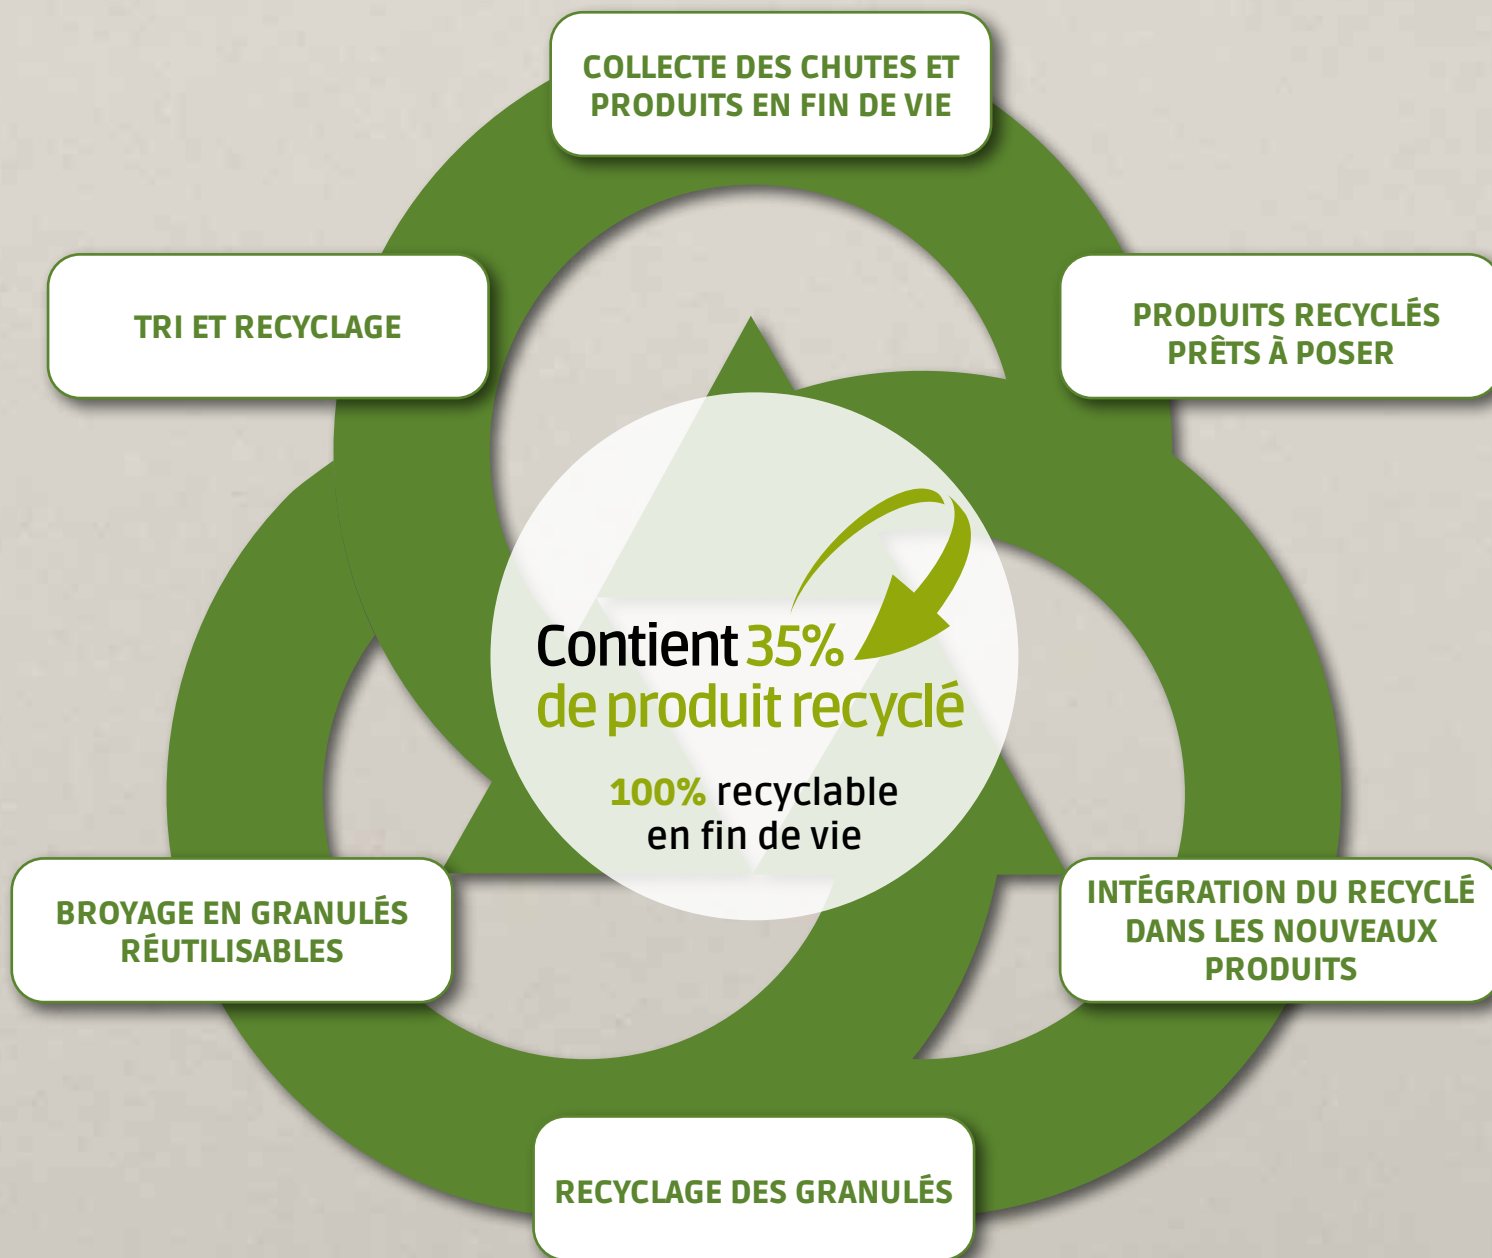 COLLECTE DES CHUTES ET
PRODUITS EN FIN DE VIE
TRI ET RECYCLAGE
PRODUITS RECYCLÉS
PRÊTS À POSER
Contient 35%
de produit recyclé
100% recyclable
en fin de vie
BROYAGE EN GRANULÉS
RÉUTILISABLES
INTÉGRATION DU RECYCLÉ
DANS LES NOUVEAUX
PRODUITS
RECYCLAGE DES GRANULÉS